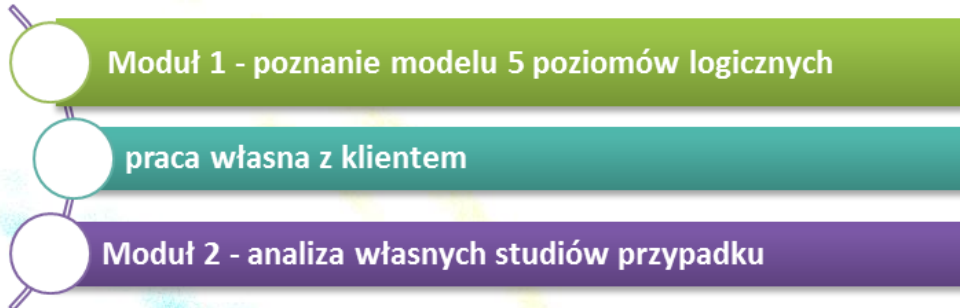 Moduł 1 - poznanie modelu 5 poziomów logicznych
praca własna z klientem
Moduł 2 - analiza własnych studiów przypadku